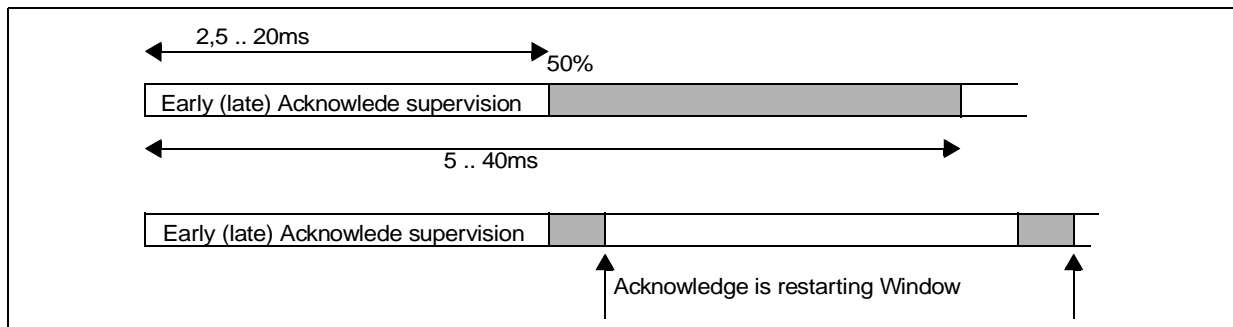 2,5 .. 20ms
50%
Early (late) Acknowlede supervision
5 .. 40ms
Early (late) Acknowlede supervision
Acknowledge is restarting Window